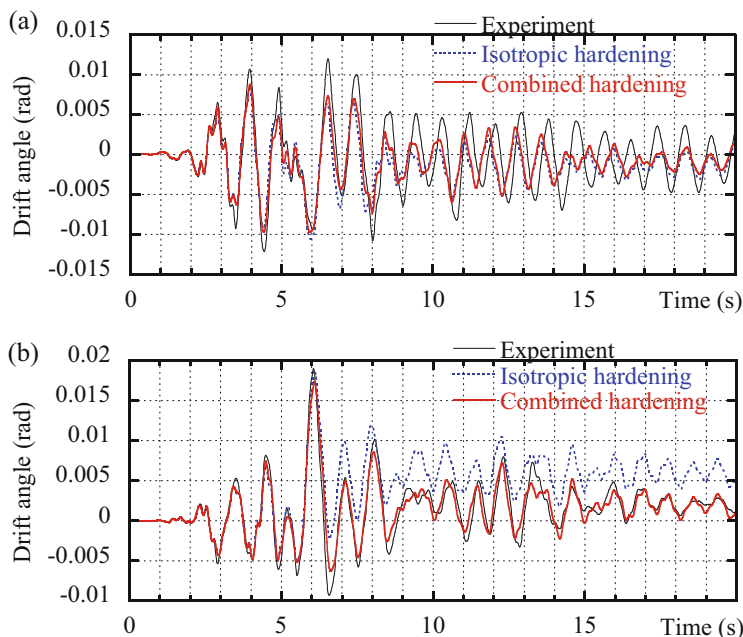 (a)
Experiment
Isotropic hardening
Combined hardening
Drift angle (rad)
0.015
0.01
0.005
0
-0.005
-0.01
-0.015
0 5 10 15 Time (s)
(b)
Experiment
Isotropic hardening
Combined hardening
Drift angle (rad)
0.02
0.015
0.01
0.005
0
-0.005
-0.01
0 5 10 15 Time (s)